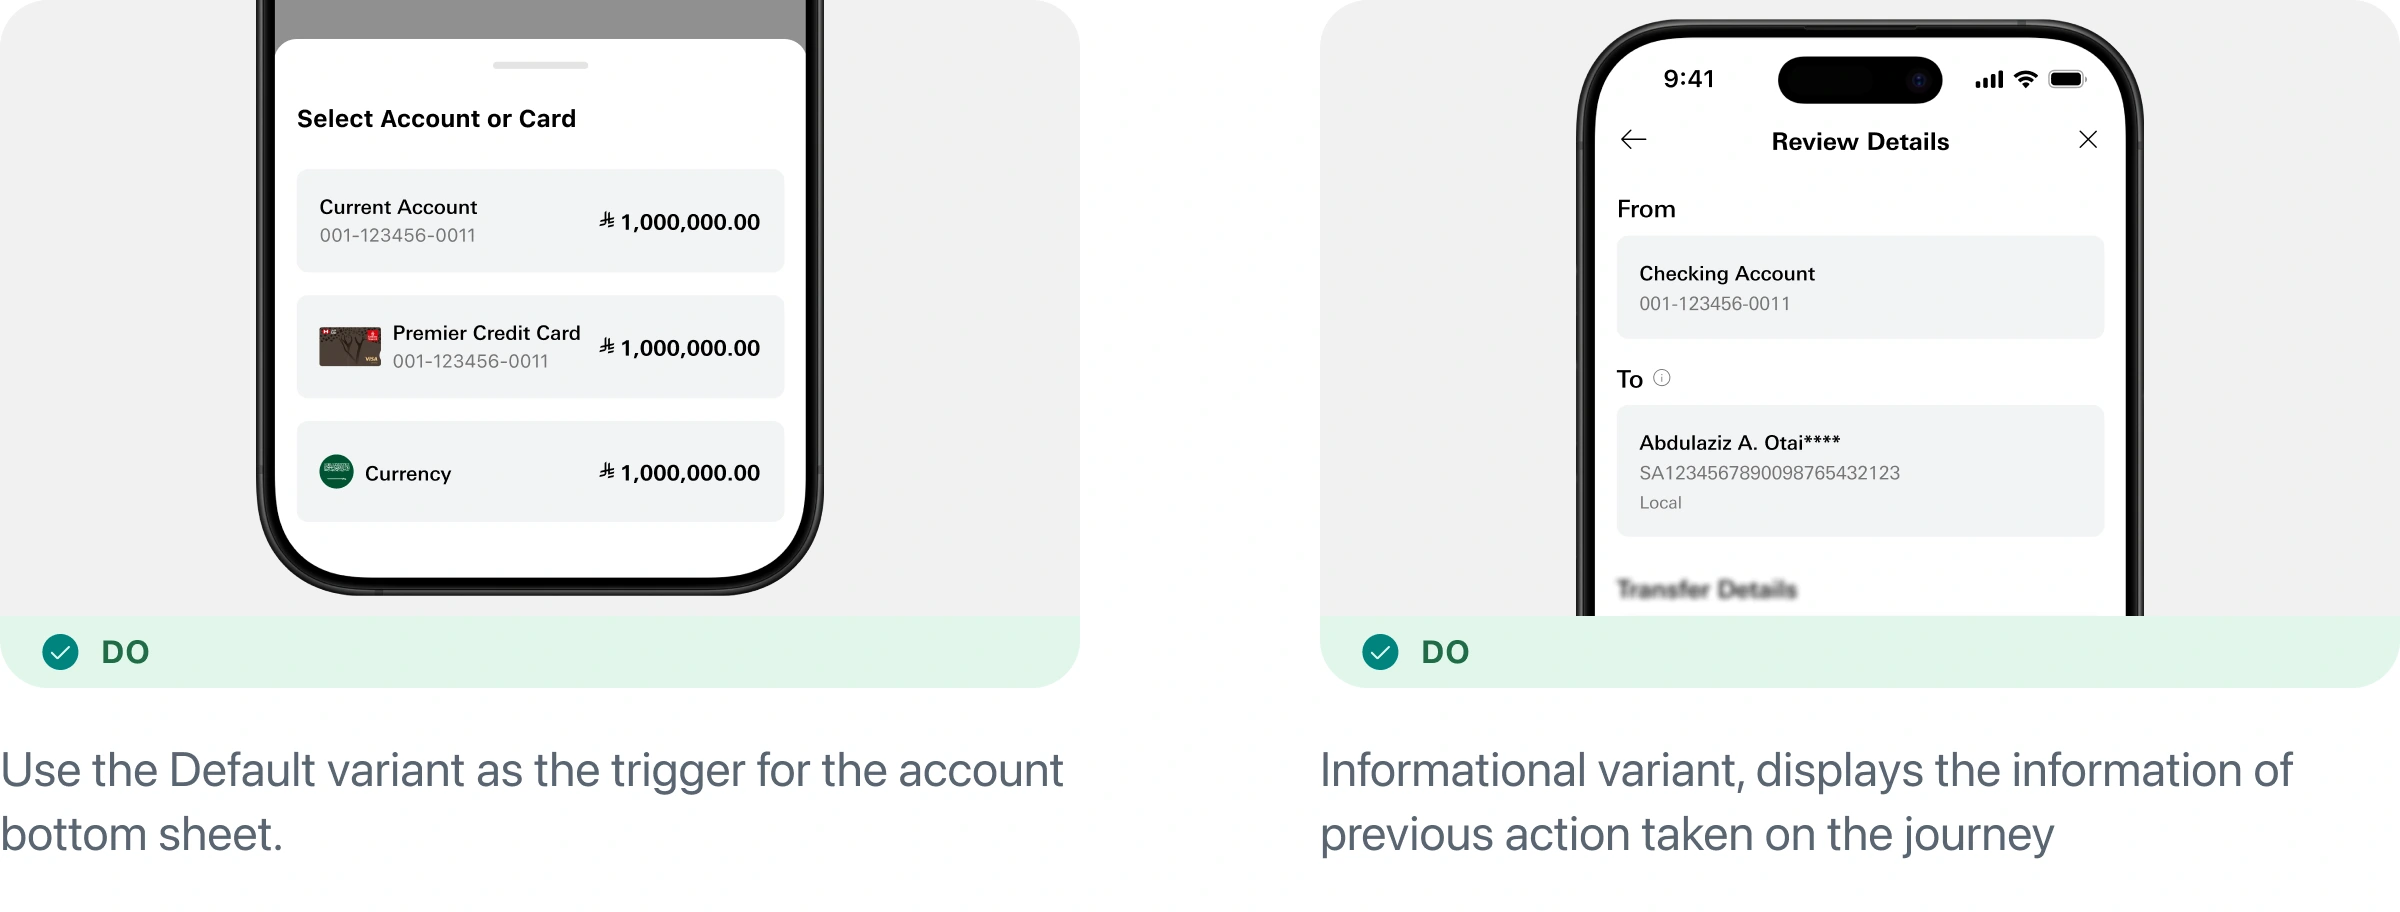 Select Account or Card
Current Account
001-123456-0011
1,000,000.00
Premier Credit Card
001-123456-0011
1,000,000.00
VISA
Currency
1,000,000.00
DO
Use the Default variant as the trigger for the account
bottom sheet.
9:41
Review Details
From
Checking Account
001-123456-0011
To
Abdulaziz A. Otai****
SA1234567890098765432123
Local
Transfer Details
DO
Informational variant, displays the information of
previous action taken on the journey